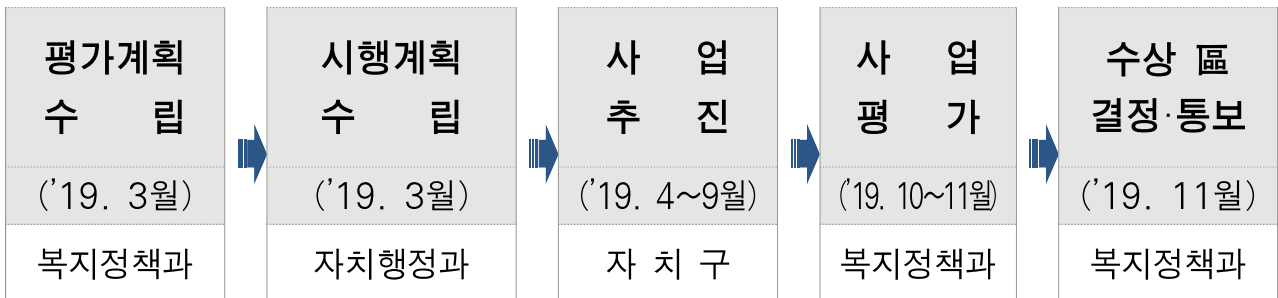 평가계획
수 립
('19. 3월)
복지정책과
시행계획
수 립
('19. 3월)
자치행정과
사 업
추 진
('19. 4~9월)
자 치 구
사 업
평 가
('19. 10~11월)
복지정책과
수상 區
결정·통보
('19. 11월)
복지정책과